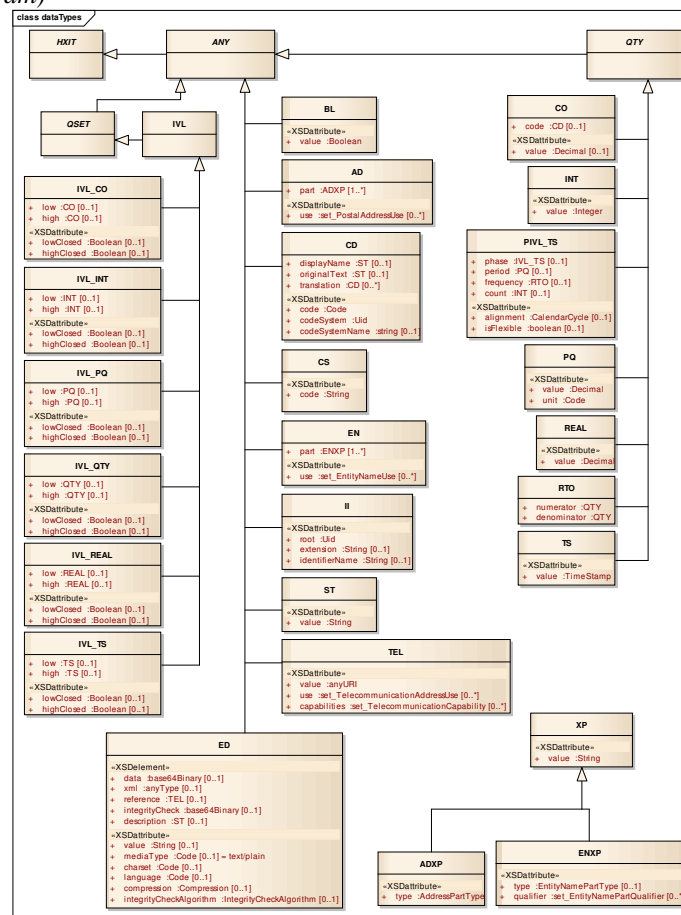 am)
class dataTypes
HXIT
ANY
QTY
QSET
IVL
IVL_CO
+ low :CO [0..1]
+ high :CO [0..1]
«XSDattribute»
+ lowClosed :Boolean [0..1]
+ highClosed :Boolean [0..1]
IVL_INT
+ low :INT [0..1]
+ high :INT [0..1]
«XSDattribute»
+ lowClosed :Boolean [0..1]
+ highClosed :Boolean [0..1]
IVL_PQ
+ low :PQ [0..1]
+ high :PQ [0..1]
«XSDattribute»
+ lowClosed :Boolean [0..1]
+ highClosed :Boolean [0..1]
IVL_QTY
+ low :QTY [0..1]
+ high :QTY [0..1]
«XSDattribute»
+ lowClosed :Boolean [0..1]
+ highClosed :Boolean [0..1]
IVL_REAL
+ low :REAL [0..1]
+ high :REAL [0..1]
«XSDattribute»
+ lowClosed :Boolean [0..1]
+ highClosed :Boolean [0..1]
IVL_TS
+ low :TS [0..1]
+ high :TS [0..1]
«XSDattribute»
+ lowClosed :Boolean [0..1]
+ highClosed :Boolean [0..1]
BL
«XSDattribute»
+ value :Boolean
AD
+ part :ADXP [1..*]
«XSDattribute»
+ use :set_PostalAddressUse [0..*]
CD
+ displayName :ST [0..1]
+ originalText :ST [0..1]
+ translation :CD [0..*]
«XSDattribute»
+ code :Code
+ codeSystem :Uid
+ codeSystemName :string [0..1]
CS
«XSDattribute»
+ code :String
EN
+ part :ENXP [1..*]
«XSDattribute»
+ use :set_EntityNameUse [0..*]
II
«XSDattribute»
+ root :Uid
+ extension :String [0..1]
+ identifierName :String [0..1]
ST
«XSDattribute»
+ value :String
TEL
«XSDattribute»
+ value :anyURI
+ use :set_TelecommunicationAddressUse [0..*]
+ capabilities :set_TelecommunicationCapability [0..*]
CO
+ code :CD [0..1]
«XSDattribute»
+ value :Decimal [0..1]
INT
+ value :Integer
PIVL_TS
+ phase :IVL_TS [0..1]
+ period :PQ [0..1]
+ frequency :RTO [0..1]
+ count :INT [0..1]
«XSDattribute»
+ alignment :CalendarCycle [0..1]
+ isFlexible :boolean [0..1]
PQ
«XSDattribute»
+ value :Decimal
+ unit :Code
REAL
«XSDattribute»
+ value :Decimal
RTO
+ numerator :QTY
+ denominator :QTY
TS
«XSDattribute»
+ value :TimeStamp
ED
«XSDelement»
+ data :base64Binary [0..1]
+ xml :anyType [0..1]
+ reference :TEL [0..1]
+ integrityCheck :base64Binary [0..1]
+ description :ST [0..1]
«XSDattribute»
+ value :String [0..1]
+ mediaType :Code [0..1] = text/plain
+ charset :Code [0..1]
+ language :Code [0..1]
+ compression :Compression [0..1]
+ integrityCheckAlgorithm :IntegrityCheckAlgorithm [0..1]
XP
«XSDattribute»
+ value :String
ADXP
«XSDattribute»
+ type :AddressPartType
ENXP
«XSDattribute»
+ type :EntityNamePartType [0..1]
+ qualifier :set_EntityNamePartQualifier [0..*]